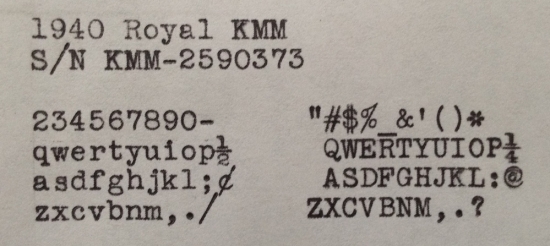 1940 Royal KMM
S/N KMM-2590373
234567890- "#$%_&'()*
qwertyuiop½ QWERTYUIOP¼
asdfghjkl;¢ ASDFGHJKL:@
zxcvbnm,./ ZXCVBNM,.?